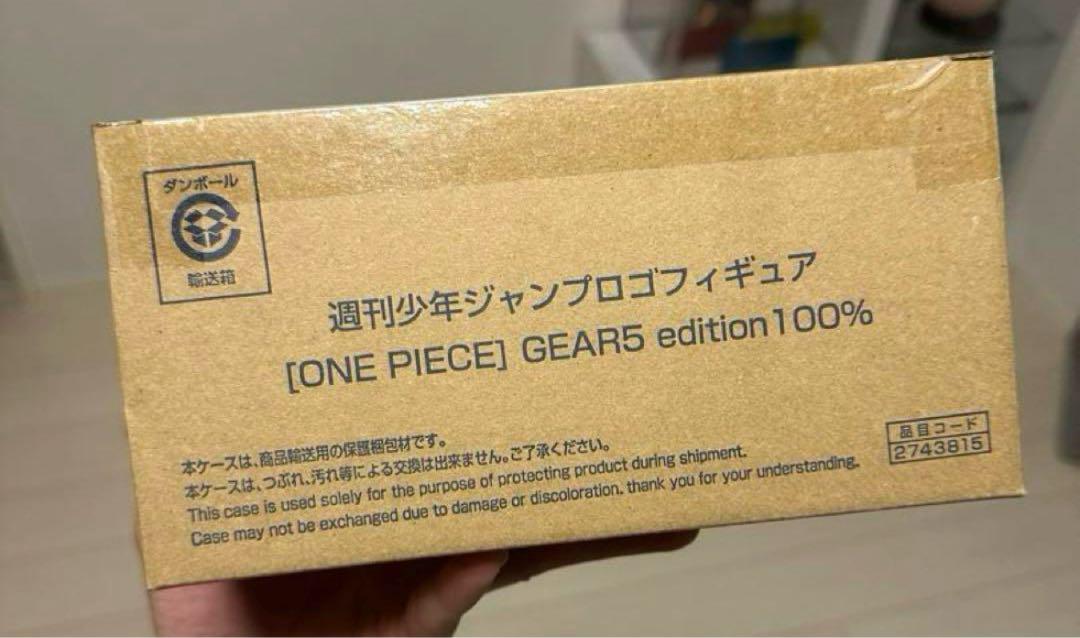 ダンボール
輸送箱
週刊少年ジャンプロゴフィギュア
[ONE PIECE] GEAR5 edition100%
本ケースは、商品輸送用の保護梱包材です。
本ケースは、つぶれ、汚れ等による交換は出来ません。ご了承ください。
This case is used solely for the purpose of protecting product during shipment.
Case may not be exchanged due to damage or discoloration. thank you for your understanding.
品目コード
2743815